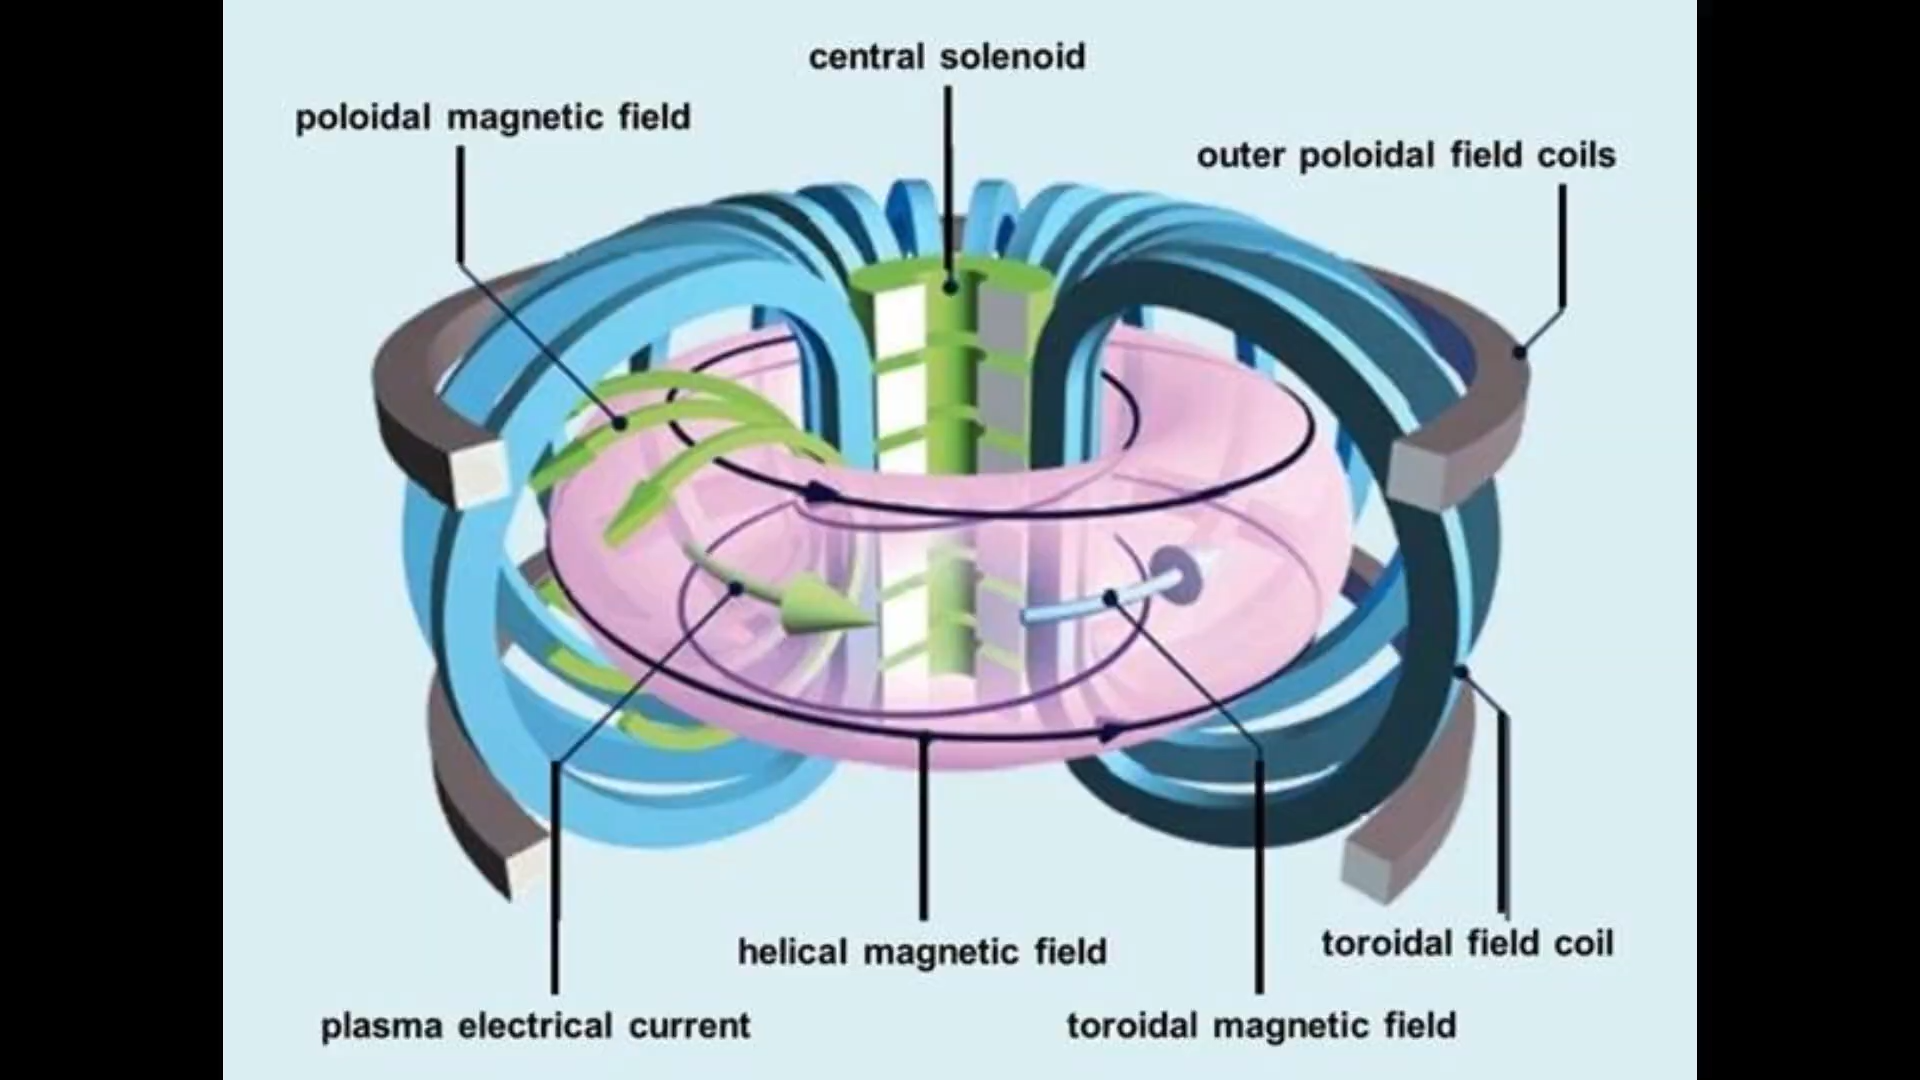 central solenoid
poloidal magnetic field
outer poloidal field coils
helical magnetic field
toroidal field coil
plasma electrical current
toroidal magnetic field